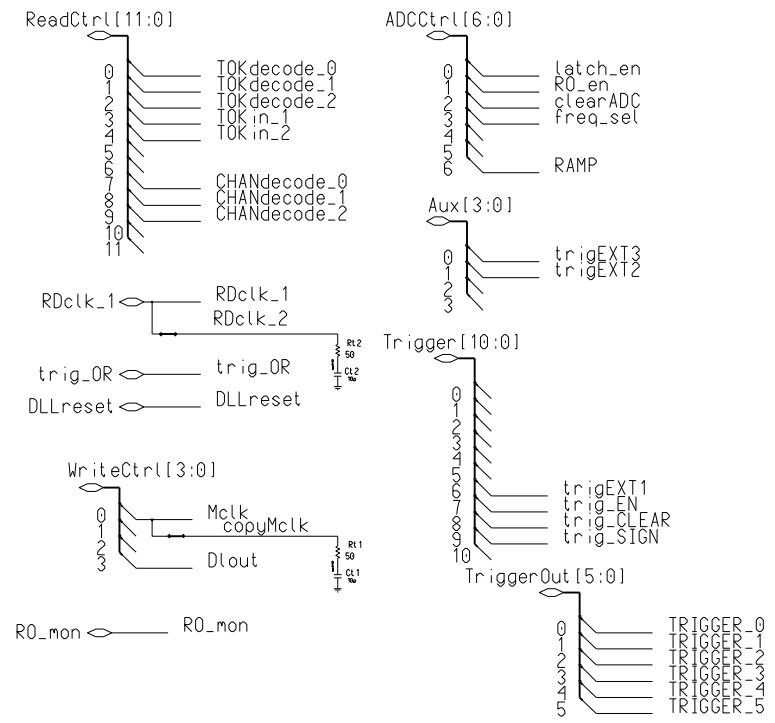 ReadCtrl[11:0]
0 TOKdecode_0
1 TOKdecode_1
2 TOKdecode_2
3 TOKin_1
4 TOKin_2
5
6
7 CHANdecode_0
8 CHANdecode_1
9 CHANdecode_2
10
11
RDclk_1 RDclk_1
RDclk_2
Rt2
50
Ct2
10p
trig_OR trig_OR
DLLreset DLLreset
WriteCtrl[3:0]
0 Mclk
copyMclk
1
2
3 Dlout
Rt1
50
Ct1
10p
RO_mon RO_mon
ADCCtrl[6:0]
0 latch_en
1 RO_en
2 clearADC
3 freq_sel
4
5
6 RAMP
Aux[3:0]
0 trigEXT3
1 trigEXT2
2
3
Trigger[10:0]
0
1
2
3
4
5
6 trigEXT1
7 trig_EN
8 trig_CLEAR
9 trig_SIGN
10
TriggerOut[5:0]
0 TRIGGER_0
1 TRIGGER_1
2 TRIGGER_2
3 TRIGGER_3
4 TRIGGER_4
5 TRIGGER_5